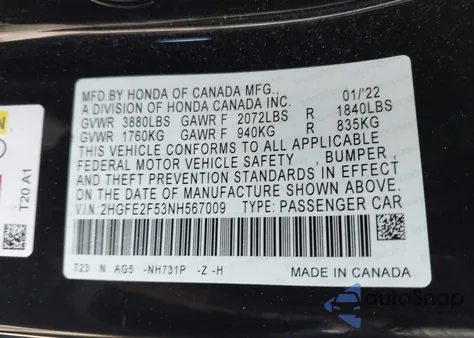 MFD.BY HONDA OF CANADA MFG.,
A DIVISION OF HONDA CANADA INC. 01/'22
GVWR 3880LBS GAWR F 2072LBS R 1840LBS
GVWR 1760KG GAWR F 940KG R 835KG
THIS VEHICLE CONFORMS TO ALL APPLICABLE
FEDERAL MOTOR VEHICLE SAFETY , BUMPER ,
AND THEFT PREVENTION STANDARDS IN EFFECT
ON THE DATE OF MANUFACTURE SHOWN ABOVE.
V.I.N: 2HGFE2F53NH567009 TYPE: PASSENGER CAR
T23 N AG5 -NH731P -Z -H MADE IN CANADA
T20 A1
AutoSnap